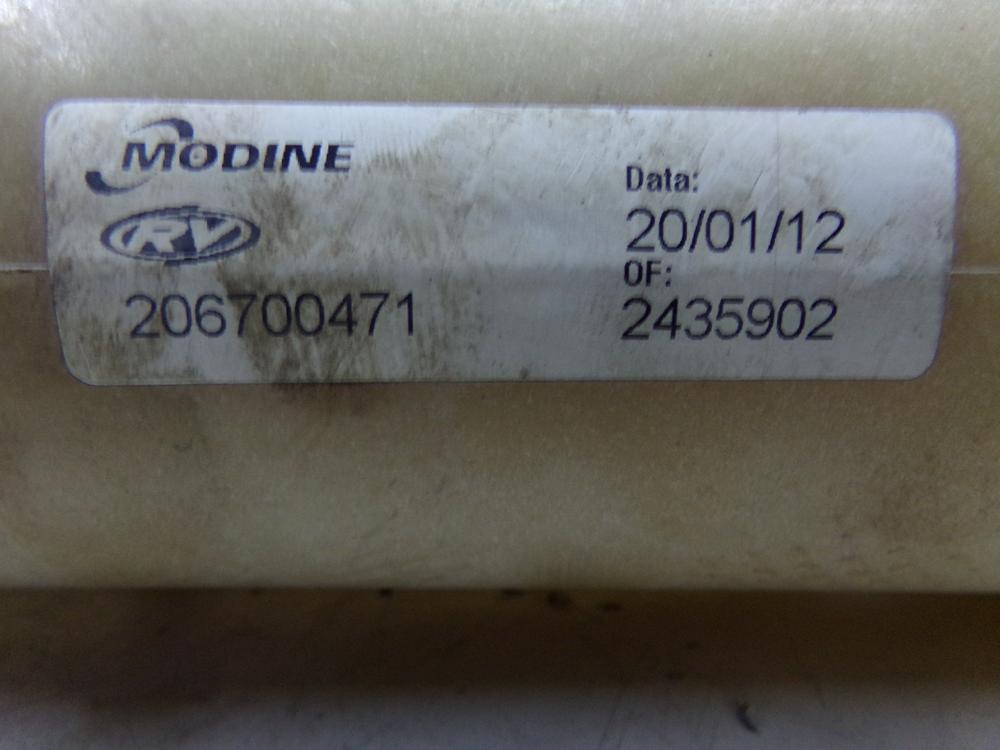 MODINE
RV
206700471
Data:
20/01/12
OF:
2435902